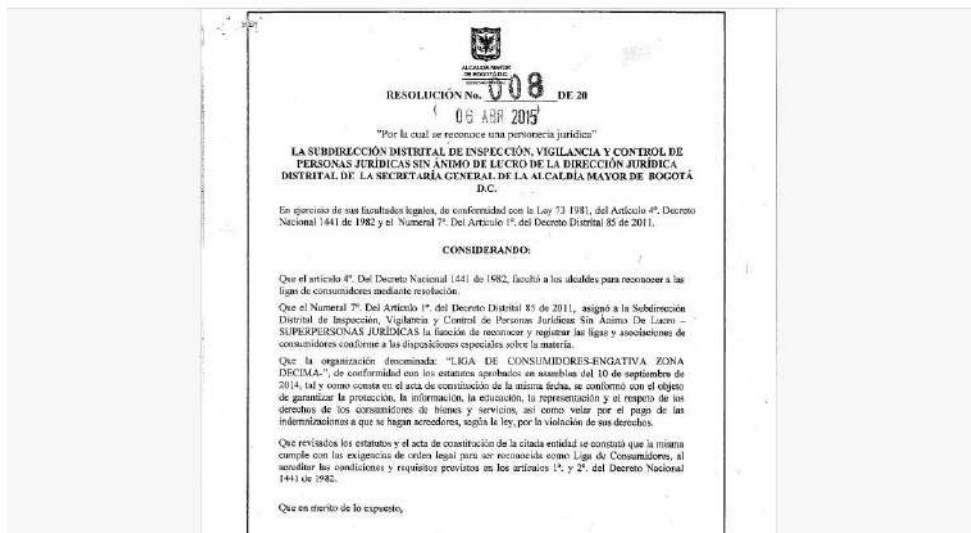 ALCALDIA MAYOR
DE BOGOTÁ D.C.
RESOLUCIÓN No. 008 DE 20
( 06 ABR 2015 )
"Por la cual se reconoce una personería jurídica"
LA SUBDIRECCIÓN DISTRITAL DE INSPECCIÓN, VIGILANCIA Y CONTROL DE
PERSONAS JURÍDICAS SIN ÁNIMO DE LUCRO DE LA DIRECCIÓN JURÍDICA
DISTRITAL DE LA SECRETARÍA GENERAL DE LA ALCALDÍA MAYOR DE BOGOTÁ
D.C.
En ejercicio de sus facultades legales, de conformidad con la Ley 73 1981, del Artículo 4º. Decreto
Nacional 1441 de 1982 y el Numeral 7º. Del Artículo 1º. del Decreto Distrital 85 de 2011.
CONSIDERANDO:
Que el artículo 4º. Del Decreto Nacional 1441 de 1982, facultó a los alcaldes para reconocer a las
ligas de consumidores mediante resolución.
Que el Numeral 7º. Del Artículo 1º. del Decreto Distrital 85 de 2011, asignó a la Subdirección
Distrital de Inspección, Vigilancia y Control de Personas Jurídicas Sin Ánimo De Lucro –
SUPERPERSONAS JURÍDICAS la función de reconocer y registrar las ligas y asociaciones de
consumidores conforme a las disposiciones especiales sobre la materia.
Que la organización denominada: "LIGA DE CONSUMIDORES-ENGATIVA ZONA
DECIMA-", de conformidad con los estatutos aprobados en asamblea del 10 de septiembre de
2014, tal y como consta en el acta de constitución de la misma fecha, se conformó con el objeto
de garantizar la protección, la información, la educación, la representación y el respeto de los
derechos de los consumidores de bienes y servicios, así como velar por el pago de las
indemnizaciones a que se hagan acreedores, según la ley, por la violación de sus derechos.
Que revisados los estatutos y el acta de constitución de la citada entidad se constató que la misma
cumple con las exigencias de orden legal para ser reconocida como Liga de Consumidores, al
acreditar las condiciones y requisitos previstos en los artículos 1º. y 2º. del Decreto Nacional
1441 de 1982.
Que en merito de lo expuesto,